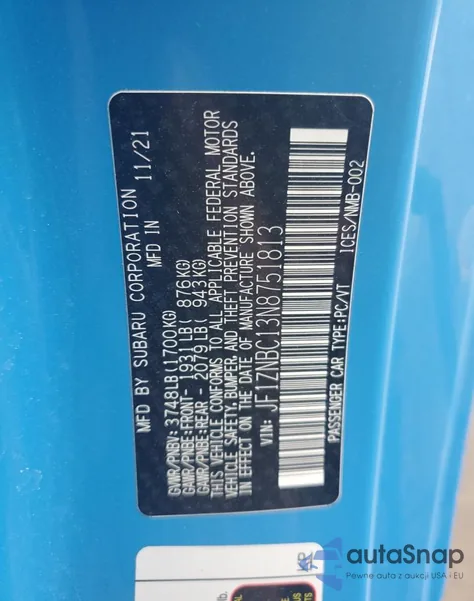 MFD BY SUBARU CORPORATION
MFD IN 11/21
GVWR/PNBV: 3748LB(1700KG)
GAWR/PNBE:FRONT- 1931LB( 876KG)
GAWR/PNBE:REAR - 2079LB( 943KG)
THIS VEHICLE CONFORMS TO ALL APPLICABLE FEDERAL MOTOR
VEHICLE SAFETY, BUMPER, AND THEFT PREVENTION STANDARDS
IN EFFECT ON THE DATE OF MANUFACTURE SHOWN ABOVE.
VIN: JF1ZNBC13N8751813
PASSENGER CAR TYPE:PC/VT
ICES/NMB-002
autaSnap
Pewne auta z aukcji USA i EU